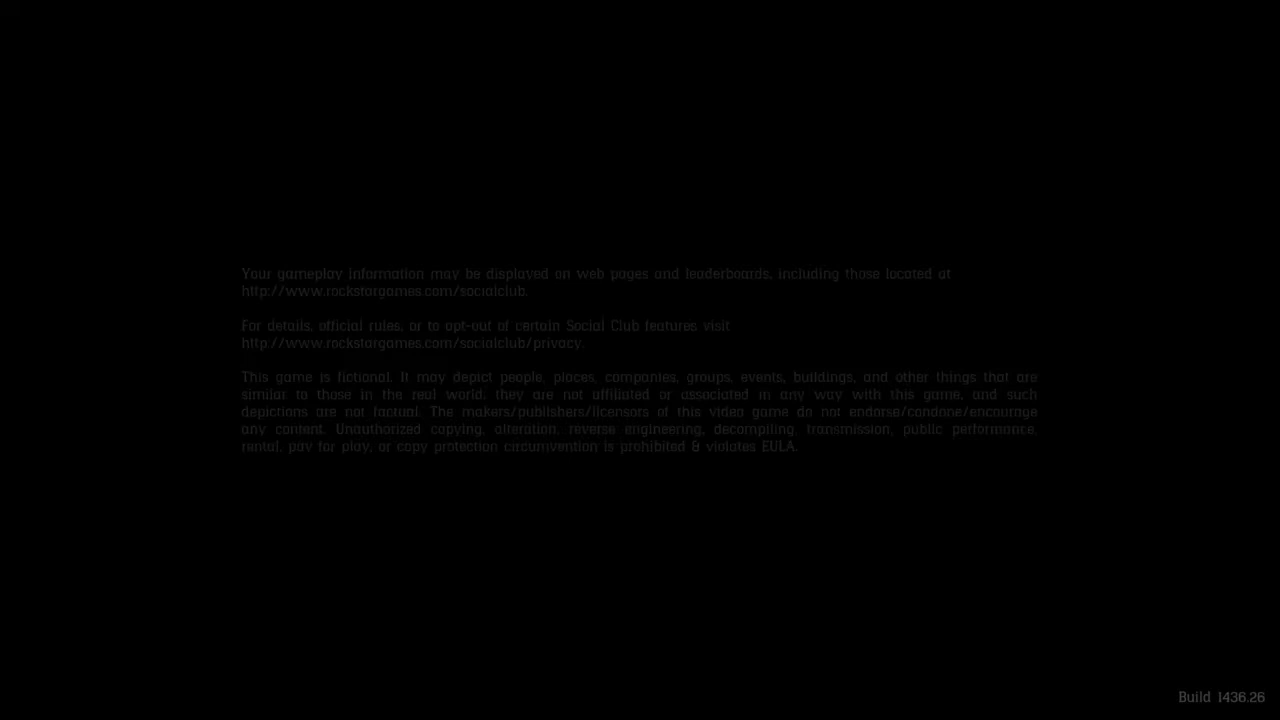 Your gameplay information may be displayed on web pages and leaderboards, including those located at
http://www.rockstargames.com/socialclub.
For details, official rules, or to opt-out of certain Social Club features visit
http://www.rockstargames.com/socialclub/privacy.
This game is fictional. It may depict people, places, companies, groups, events, buildings, and other things that are
similar to those in the real world, they are not affiliated or associated in any way with this game, and such
depictions are not factual. The makers/publishers/licensors of this video game do not endorse/condone/encourage
any content. Unauthorized copying, alteration, reverse engineering, decompiling, transmission, public performance,
rental, pay for play, or copy protection circumvention is prohibited & violates EULA.
Build 1436.26